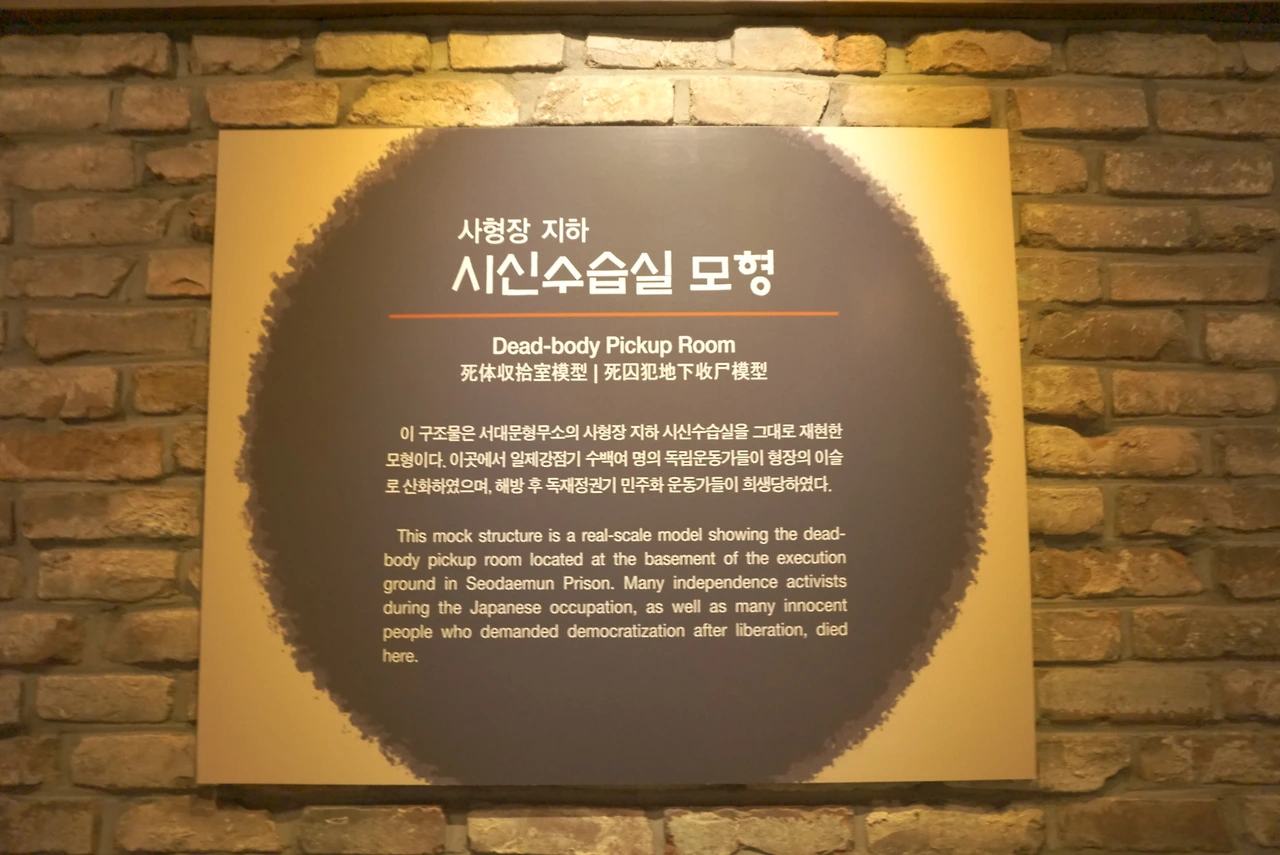 사형장 지하
시신수습실 모형
Dead-body Pickup Room
死体収拾室模型 | 死囚犯地下收尸模型
이 구조물은 서대문형무소의 사형장 지하 시신수습실을 그대로 재현한
모형이다. 이곳에서 일제강점기 수백여 명의 독립운동가들이 형장의 이슬
로 산화하였으며, 해방 후 독재정권기 민주화 운동가들이 희생당하였다.
This mock structure is a real-scale model showing the dead-
body pickup room located at the basement of the execution
ground in Seodaemun Prison. Many independence activists
during the Japanese occupation, as well as many innocent
people who demanded democratization after liberation, died
here.